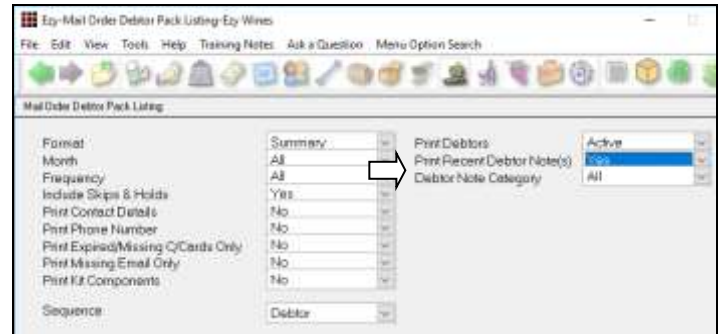 Ezy-Mail Order Debtor Pack Listing-Ezy Wines
File Edit View Tools Help Training Notes Ask a Question Menu Option Search
Mail Order Debtor Pack Listing
Format Summary Print Debtors Active
Month All Print Recent Debtor Note(s) Yes
Frequency All Debtor Note Category All
Include Skips & Holds Yes
Print Contact Details No
Print Phone Number No
Print Expired/Missing C/Cards Only No
Print Missing Email Only No
Print Kit Components No
Sequence Debtor